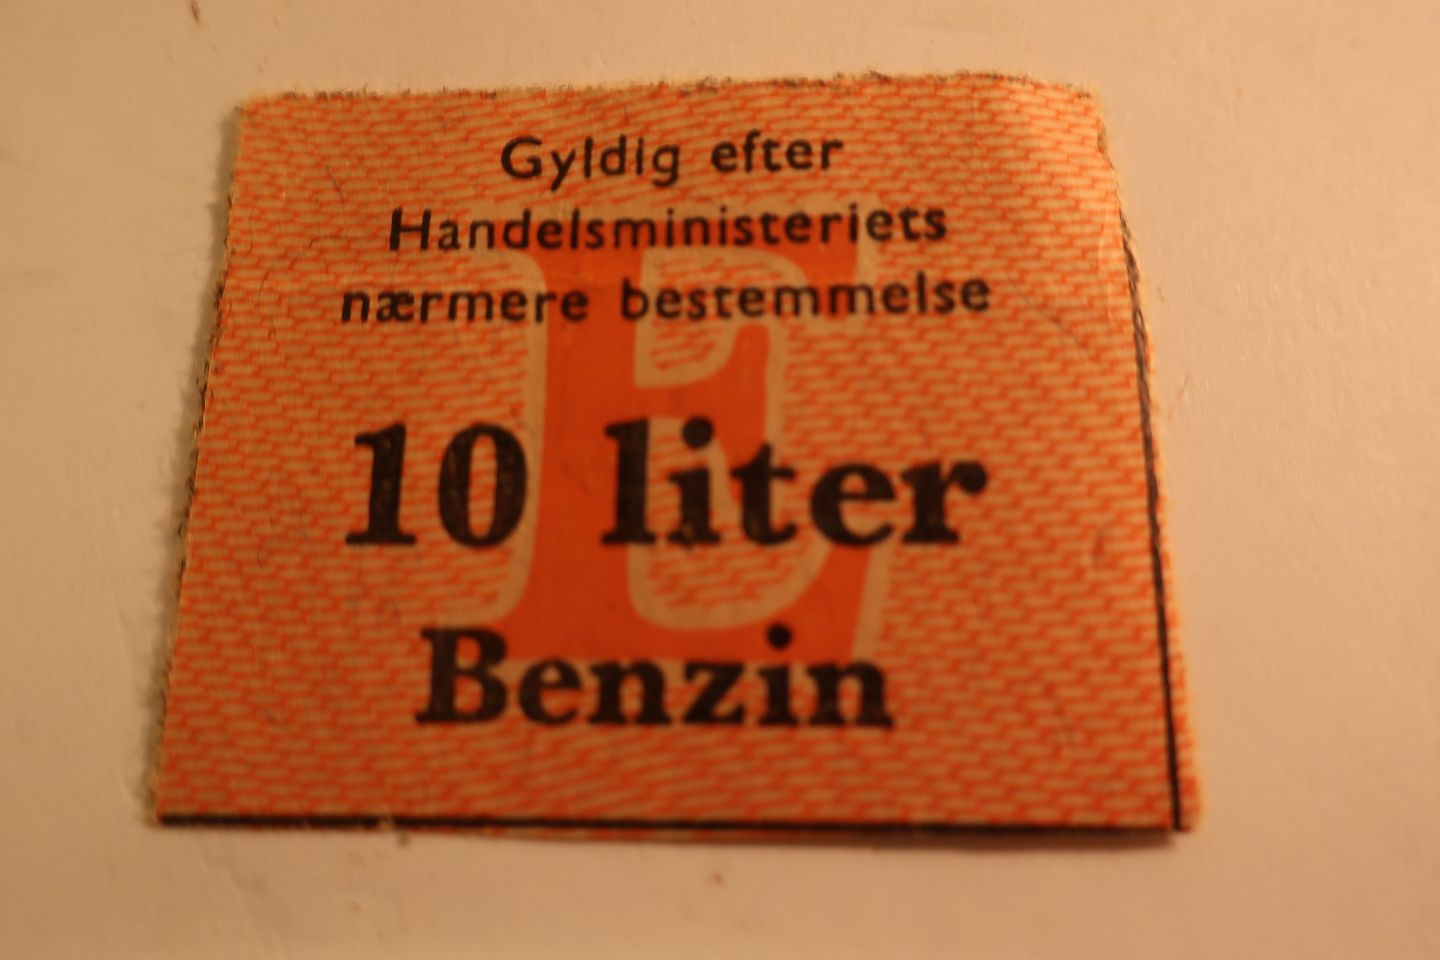 Gyldig efter
Handelsministeriets
nærmere bestemmelse
E
10 liter
Benzin